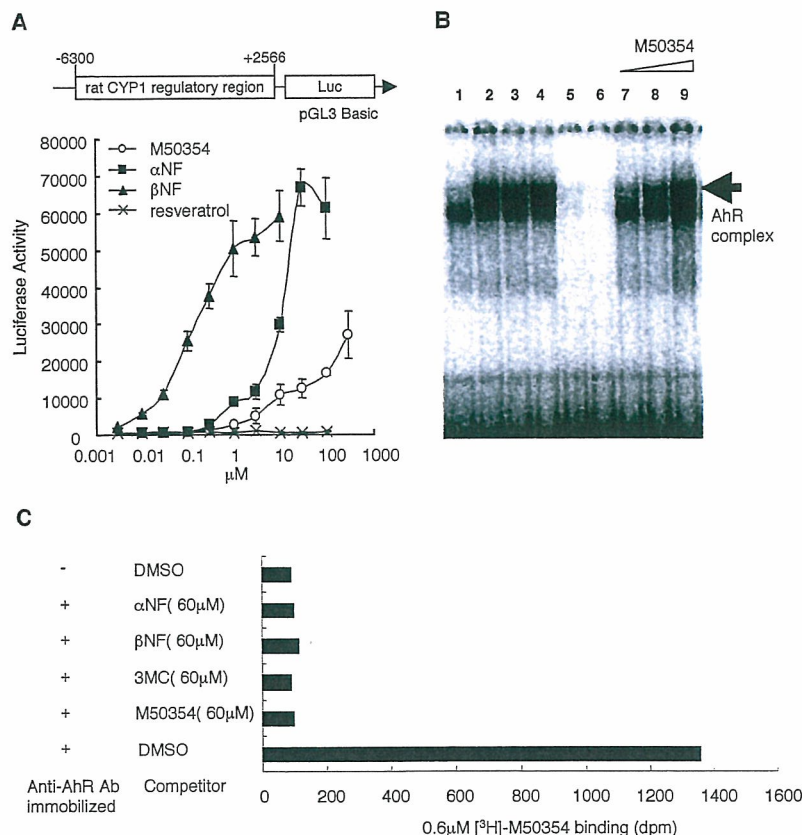 A
-6300 +2566
rat CYP1 regulatory region
Luc
pGL3 Basic
80000
70000
60000
50000
40000
30000
20000
10000
0
Luciferase Activity
M50354
αNF
βNF
resveratrol
0.001 0.01 0.1 1 10 100 1000
μM
B
M50354
1 2 3 4 5 6 7 8 9
AhR
complex
C
- DMSO
+ αNF( 60μM)
+ βNF( 60μM)
+ 3MC( 60μM)
+ M50354( 60μM)
+ DMSO
Anti-AhR Ab
immobilized
Competitor
0 200 400 600 800 1000 1200 1400 1600
0.6μM [³H]-M50354 binding (dpm)